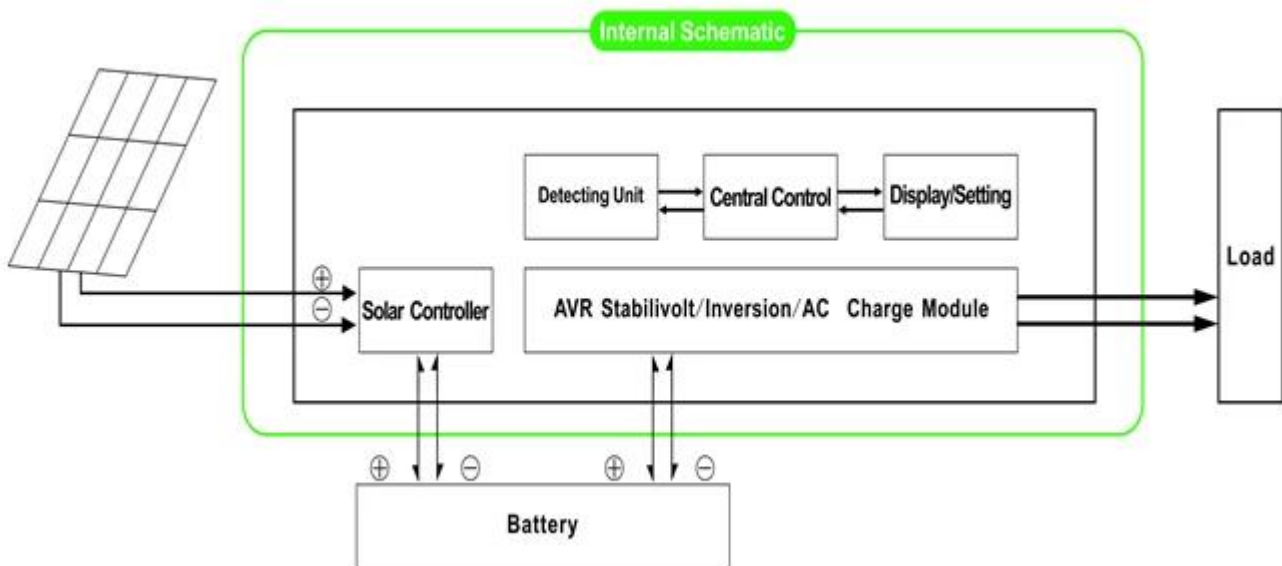 Internal Schematic
Detecting Unit
Central Control
Display/Setting
Load
⊕
⊖
Solar Controller
AVR Stabilivolt/Inversion/AC Charge Module
⊕ ⊖ ⊕ ⊖
Battery